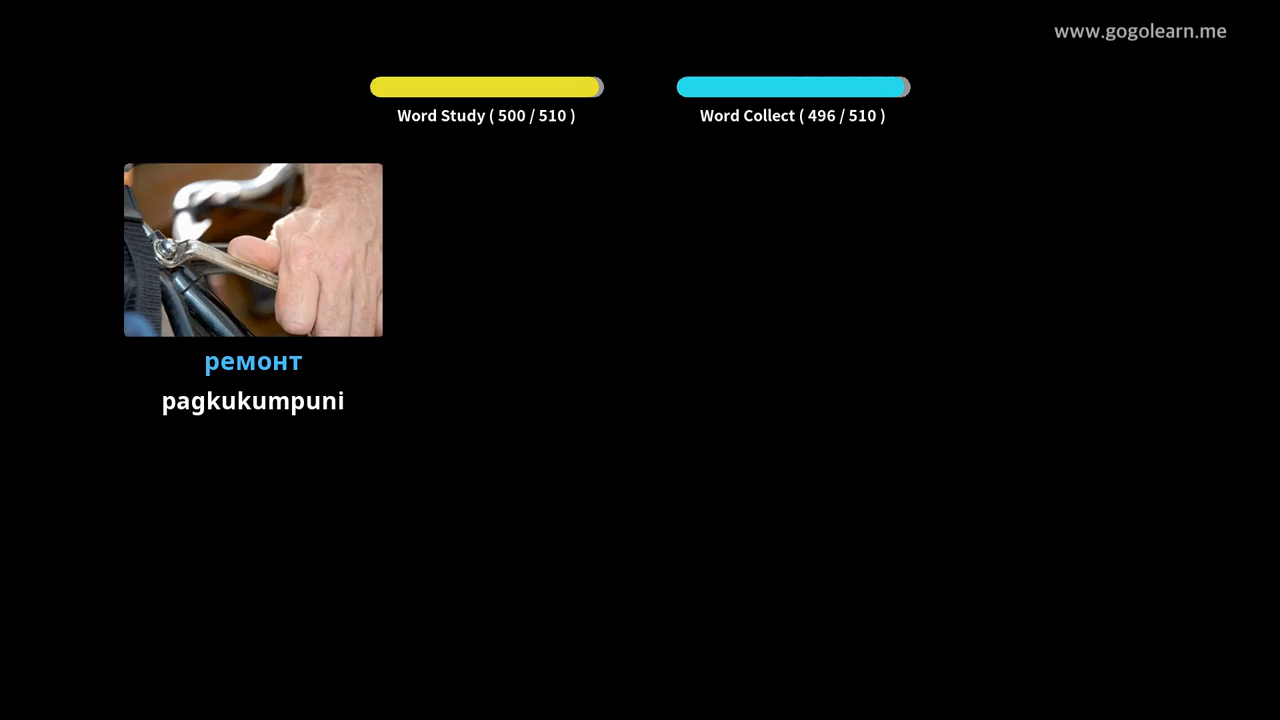 www.gogolearn.me
Word Study ( 500 / 510 )
Word Collect ( 496 / 510 )
ремонт
pagkukumpuni